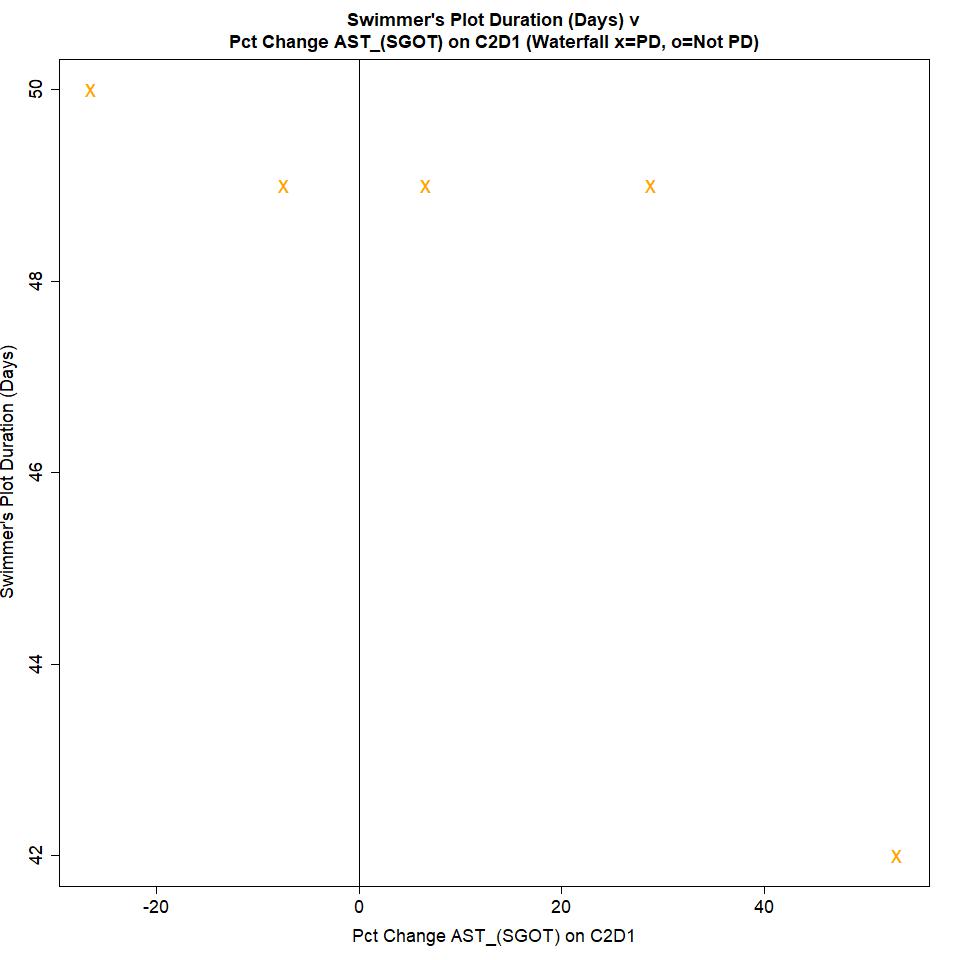 Swimmer's Plot Duration (Days) v
Pct Change AST_(SGOT) on C2D1 (Waterfall x=PD, o=Not PD)
Swimmer's Plot Duration (Days)
50
48
46
44
42
X
X
X
X
X
-20
0
20
40
Pct Change AST_(SGOT) on C2D1